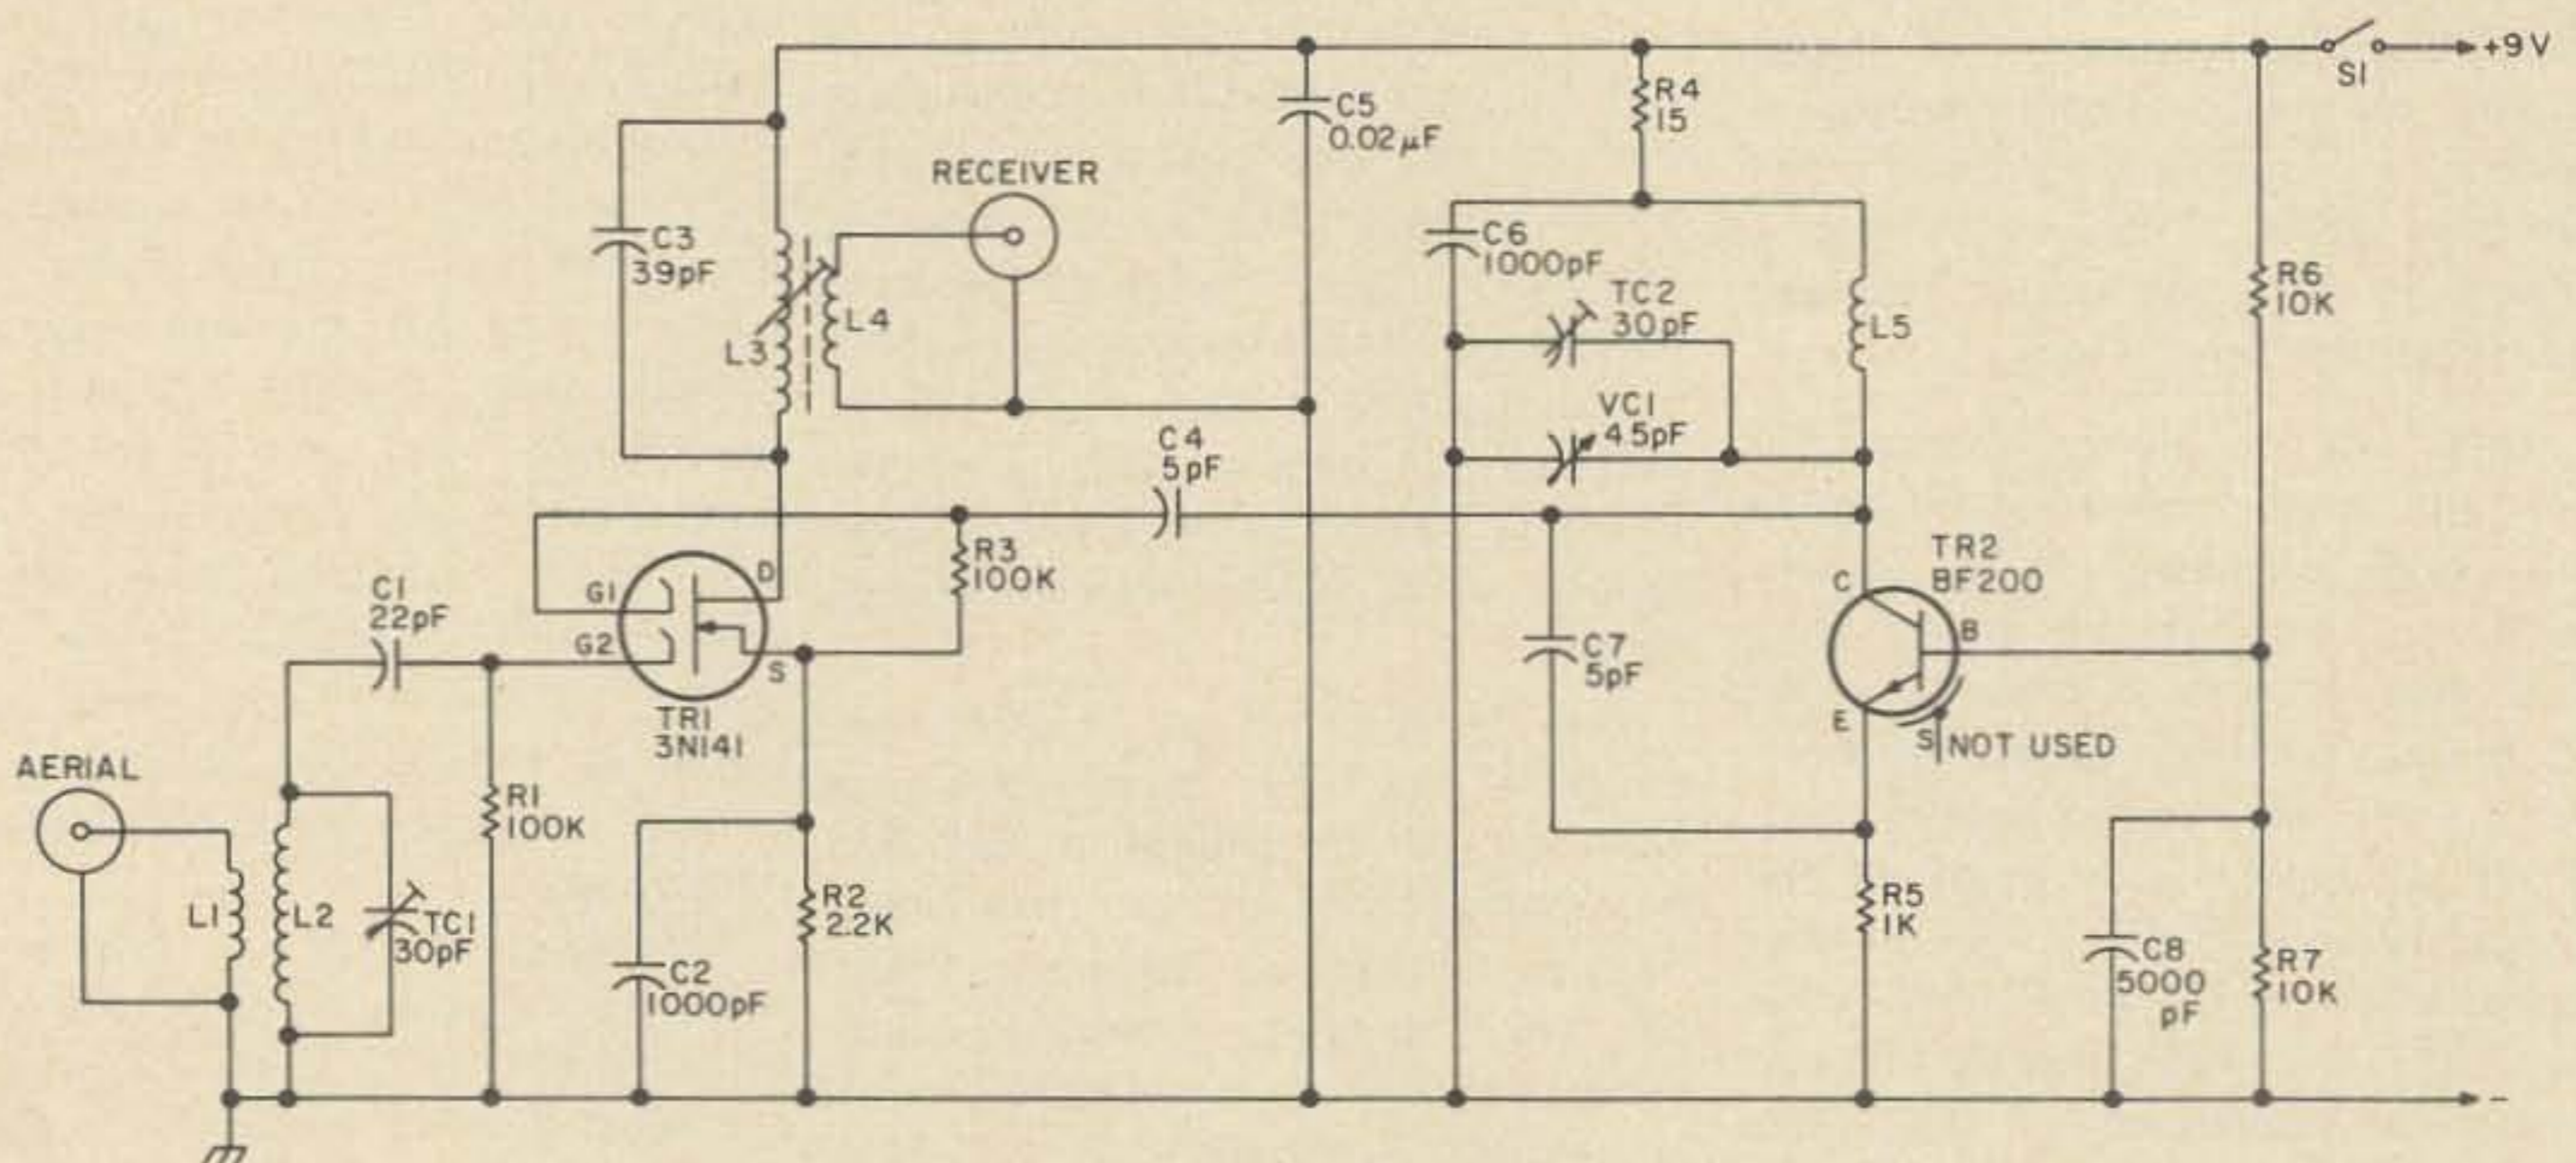 +9V
S1
R4
15
C5
0.02µF
RECEIVER
C3
39pF
C6
1000pF
R6
10K
TC2
30pF
L4
L5
L3
VC1
4.5pF
C4
5pF
R3
100K
TR2
BF200
D
G1
C1
22pF
C
B
G2
S
C7
5pF
TR1
3N141
E
S
NOT USED
AERIAL
R1
100K
L1
L2
TC1
30pF
R2
2.2K
R5
1K
C2
1000pF
C8
5000
pF
R7
10K
-